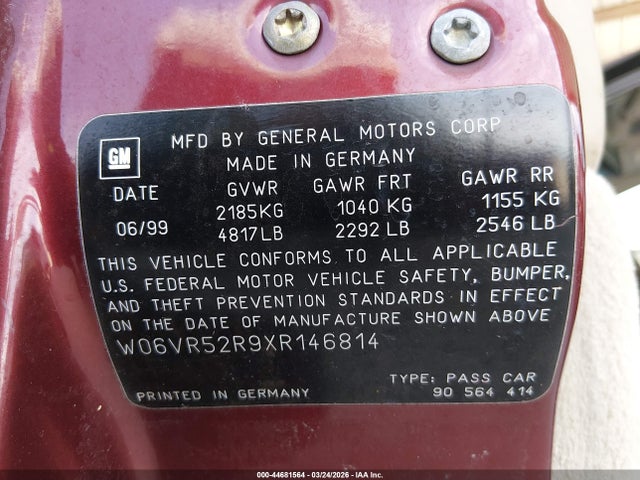 GM
MFD BY GENERAL MOTORS CORP
MADE IN GERMANY
DATE GVWR GAWR FRT GAWR RR
06/99 2185KG 1040 KG 1155 KG
4817LB 2292 LB 2546 LB
THIS VEHICLE CONFORMS TO ALL APPLICABLE
U.S. FEDERAL MOTOR VEHICLE SAFETY, BUMPER,
AND THEFT PREVENTION STANDARDS IN EFFECT
ON THE DATE OF MANUFACTURE SHOWN ABOVE
W06VR52R9XR146814
TYPE: PASS CAR
PRINTED IN GERMANY 90 564 414
000-44681564 | 03/24/2026 | IAA Inc.